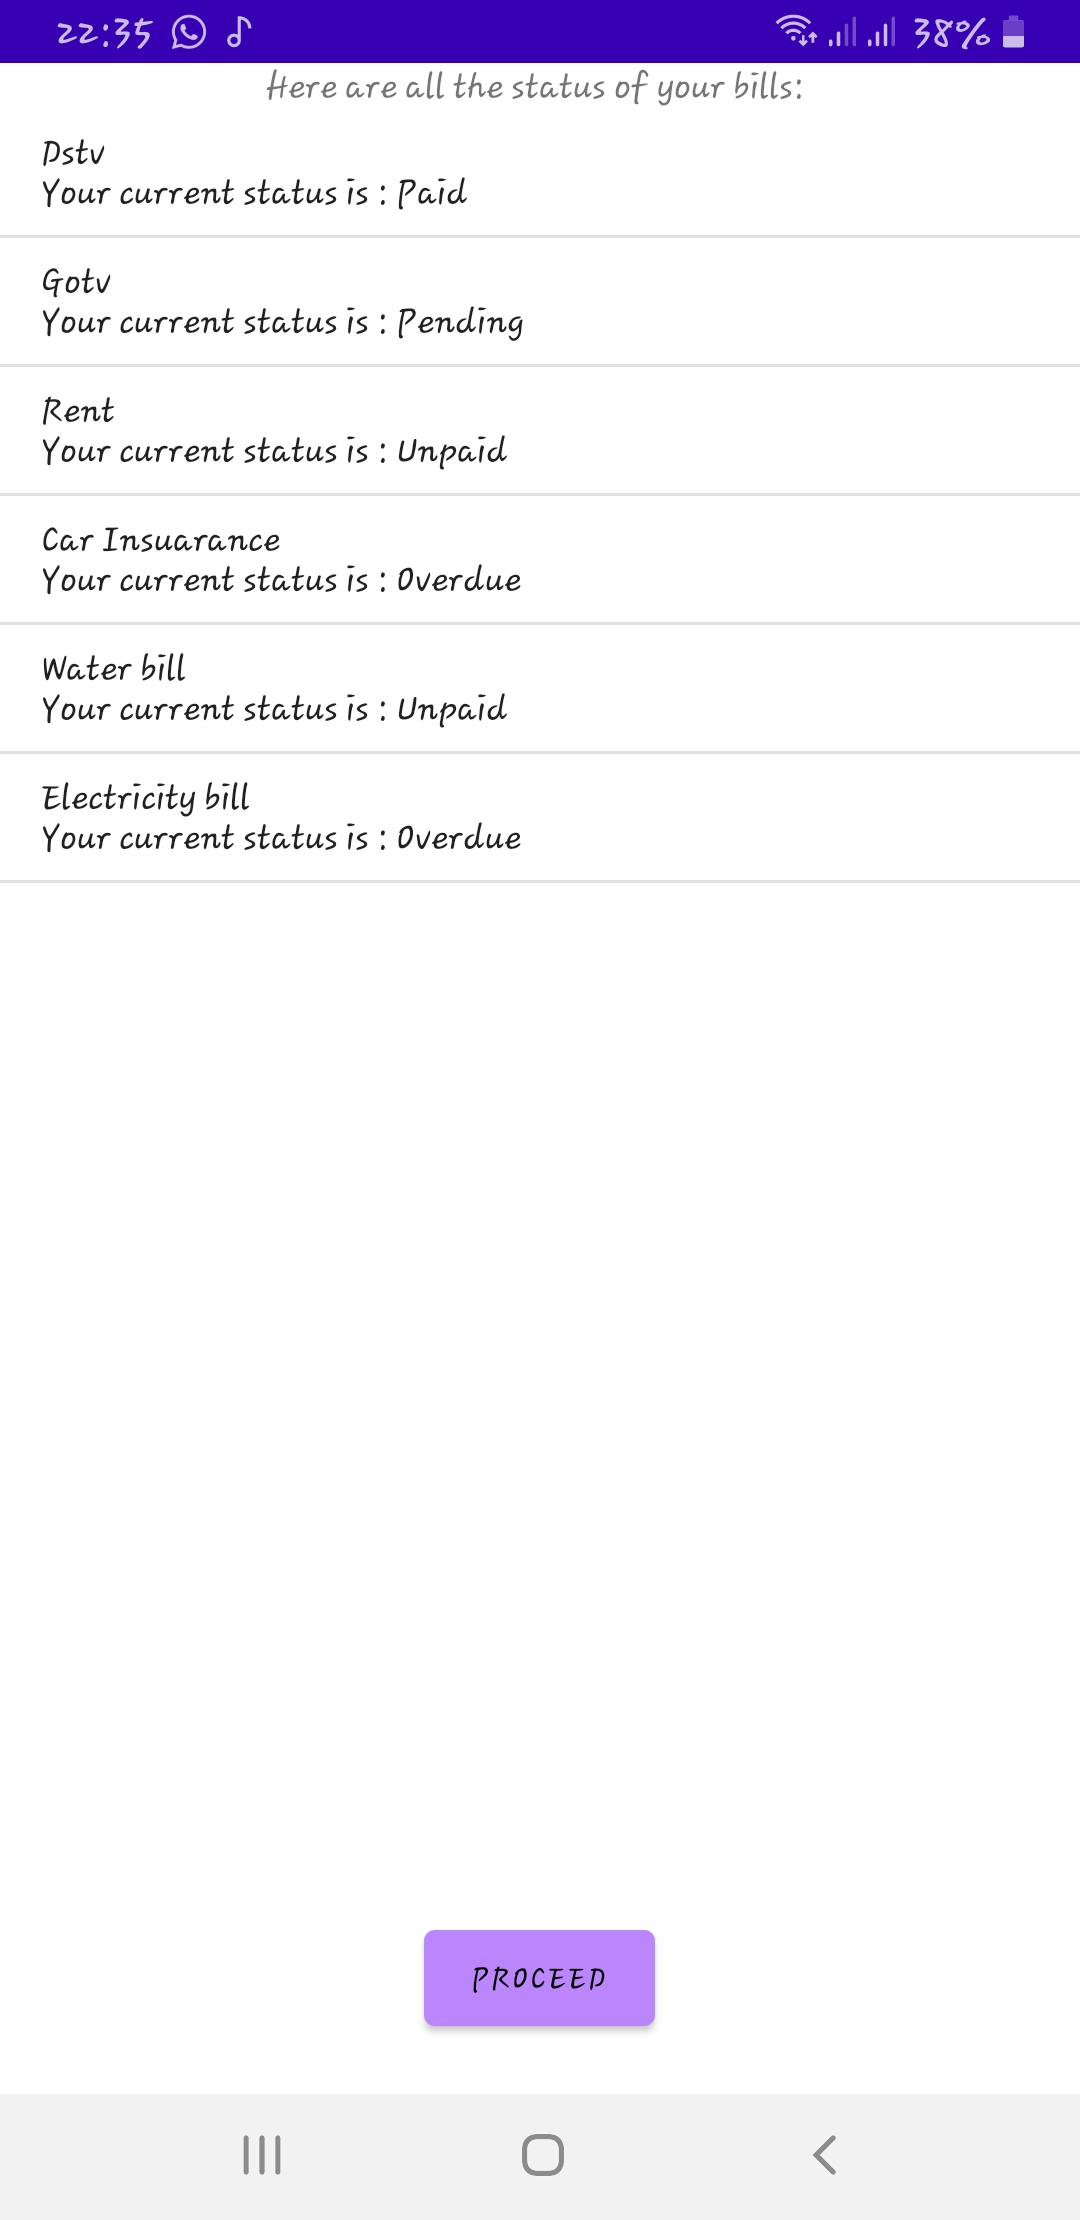 22:35 38%
Here are all the status of your bills:
Dstv
Your current status is : Paid
Gotv
Your current status is : Pending
Rent
Your current status is : Unpaid
Car Insuarance
Your current status is : Overdue
Water bill
Your current status is : Unpaid
Electricity bill
Your current status is : Overdue
PROCEED